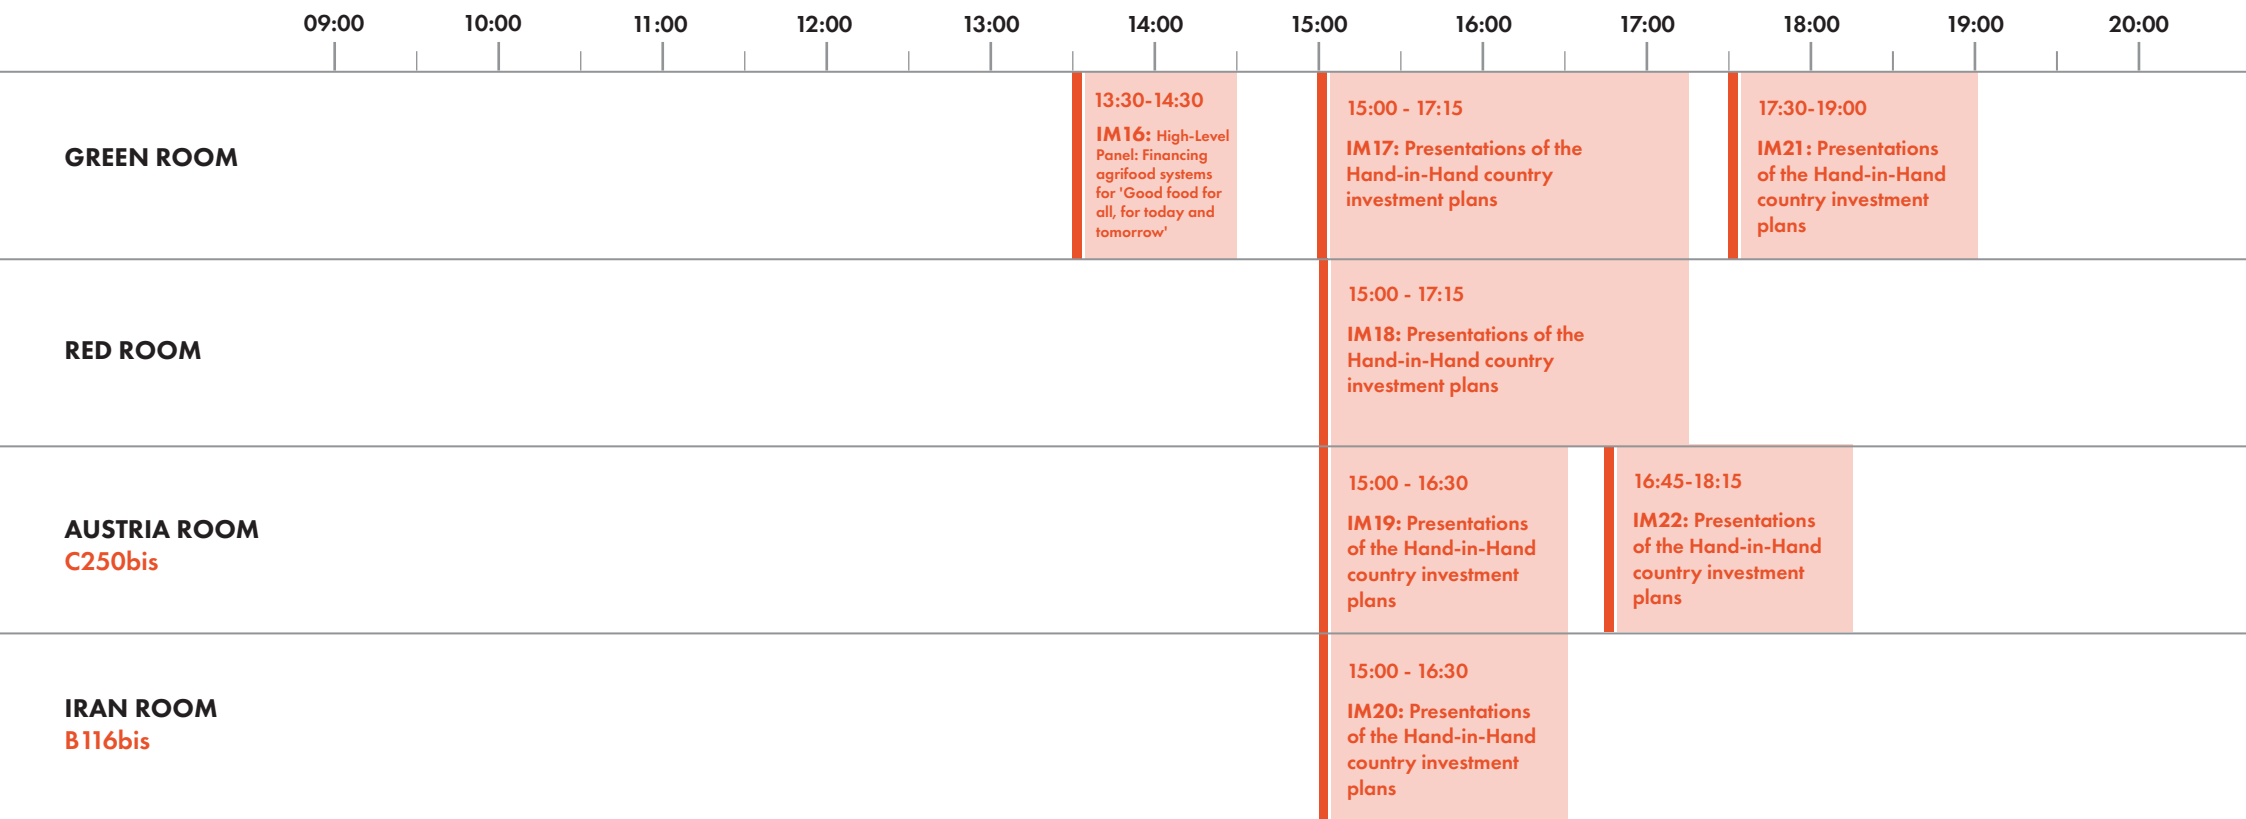 09:00 10:00 11:00 12:00 13:00 14:00 15:00 16:00 17:00 18:00 19:00 20:00
GREEN ROOM
13:30-14:30
IM16: High-Level
Panel: Financing
agrifood systems
for 'Good food for
all, for today and
tomorrow'
15:00 - 17:15
IM17: Presentations of the
Hand-in-Hand country
investment plans
17:30-19:00
IM21: Presentations
of the Hand-in-Hand
country investment
plans
RED ROOM
15:00 - 17:15
IM18: Presentations of the
Hand-in-Hand country
investment plans
AUSTRIA ROOM
C250bis
15:00 - 16:30
IM19: Presentations
of the Hand-in-Hand
country investment
plans
16:45-18:15
IM22: Presentations
of the Hand-in-Hand
country investment
plans
IRAN ROOM
B116bis
15:00 - 16:30
IM20: Presentations
of the Hand-in-Hand
country investment
plans